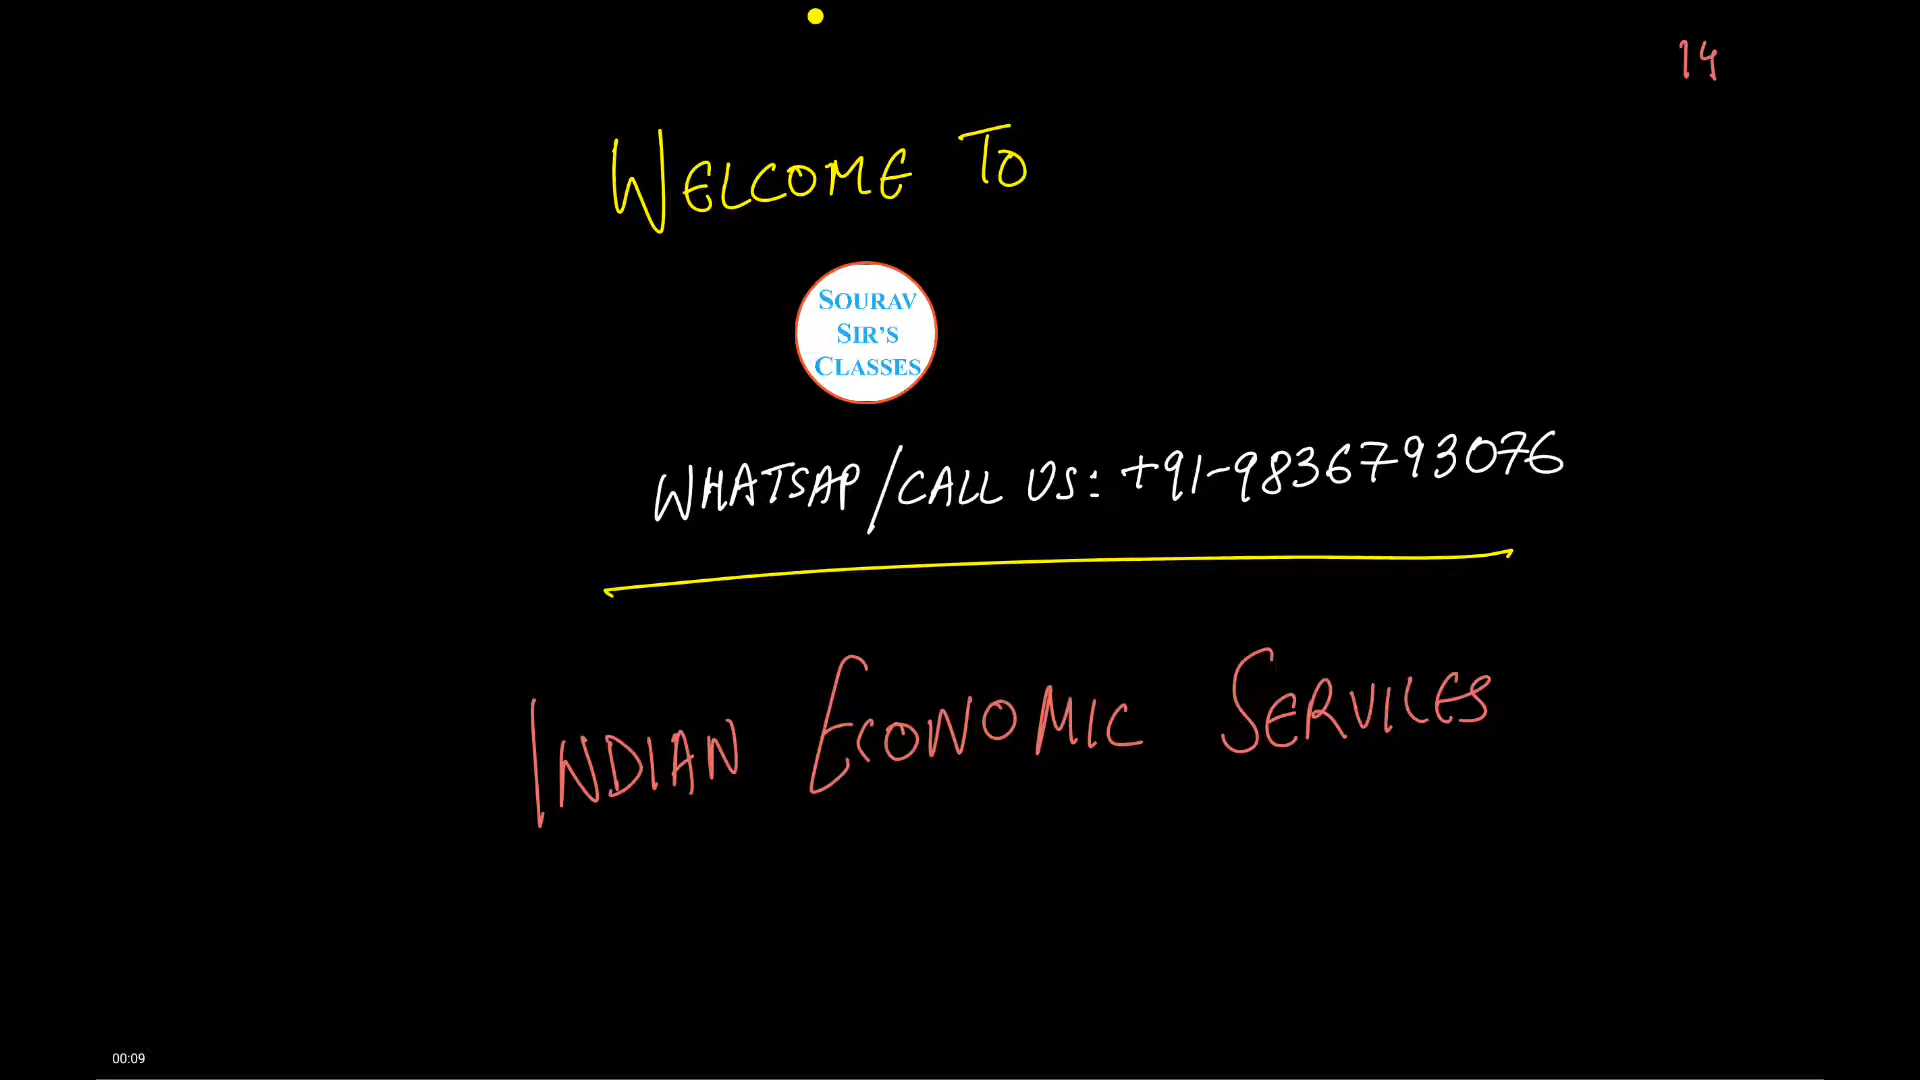 14
WELCOME TO
SOURAV
SIR'S
CLASSES
WHATSAP/CALL US: +91-9836793076
INDIAN ECONOMIC SERVICES
00:09